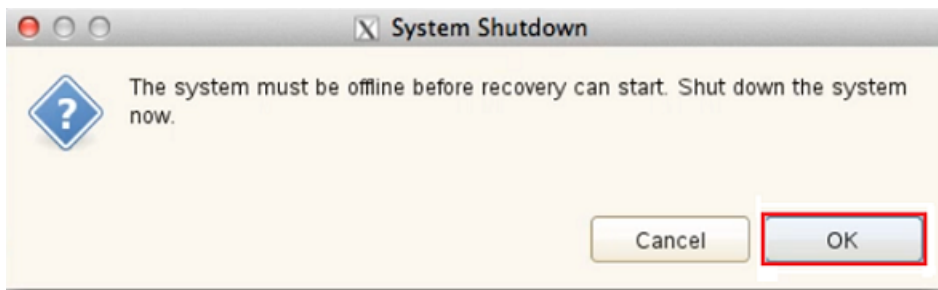 System Shutdown
The system must be offline before recovery can start. Shut down the system
now.
Cancel OK